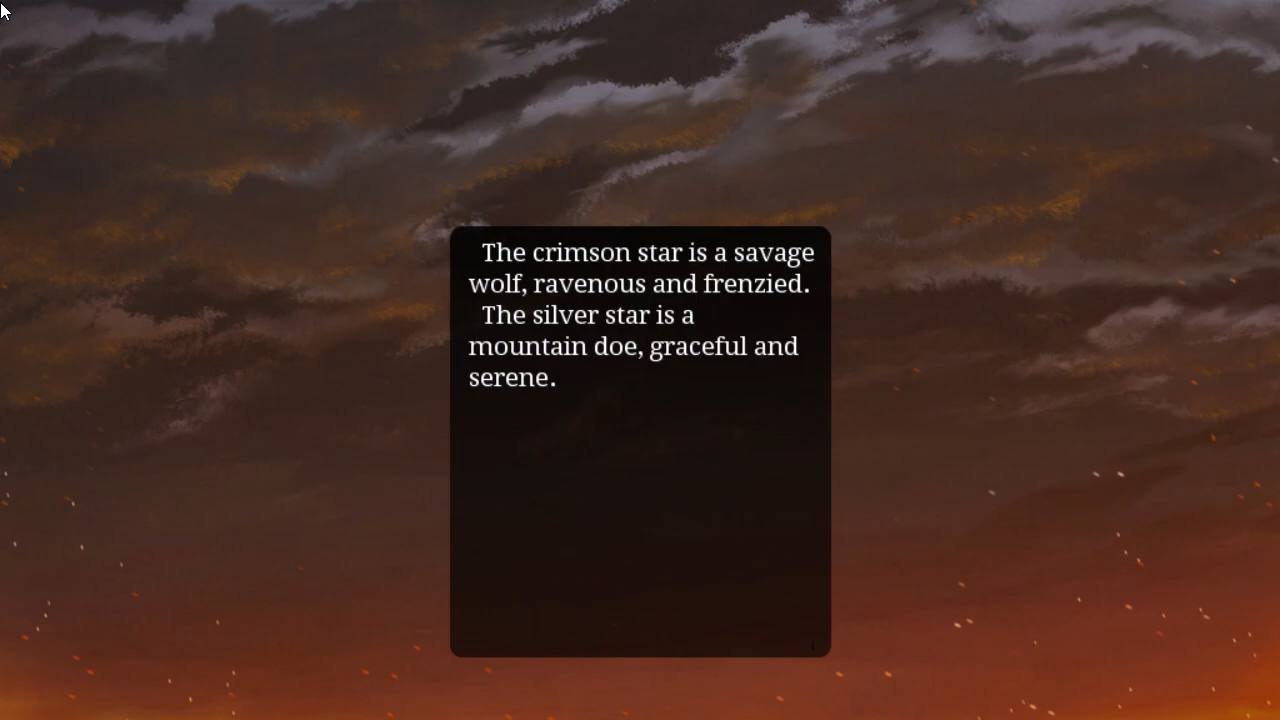 The crimson star is a savage
wolf, ravenous and frenzied.
The silver star is a
mountain doe, graceful and
serene.